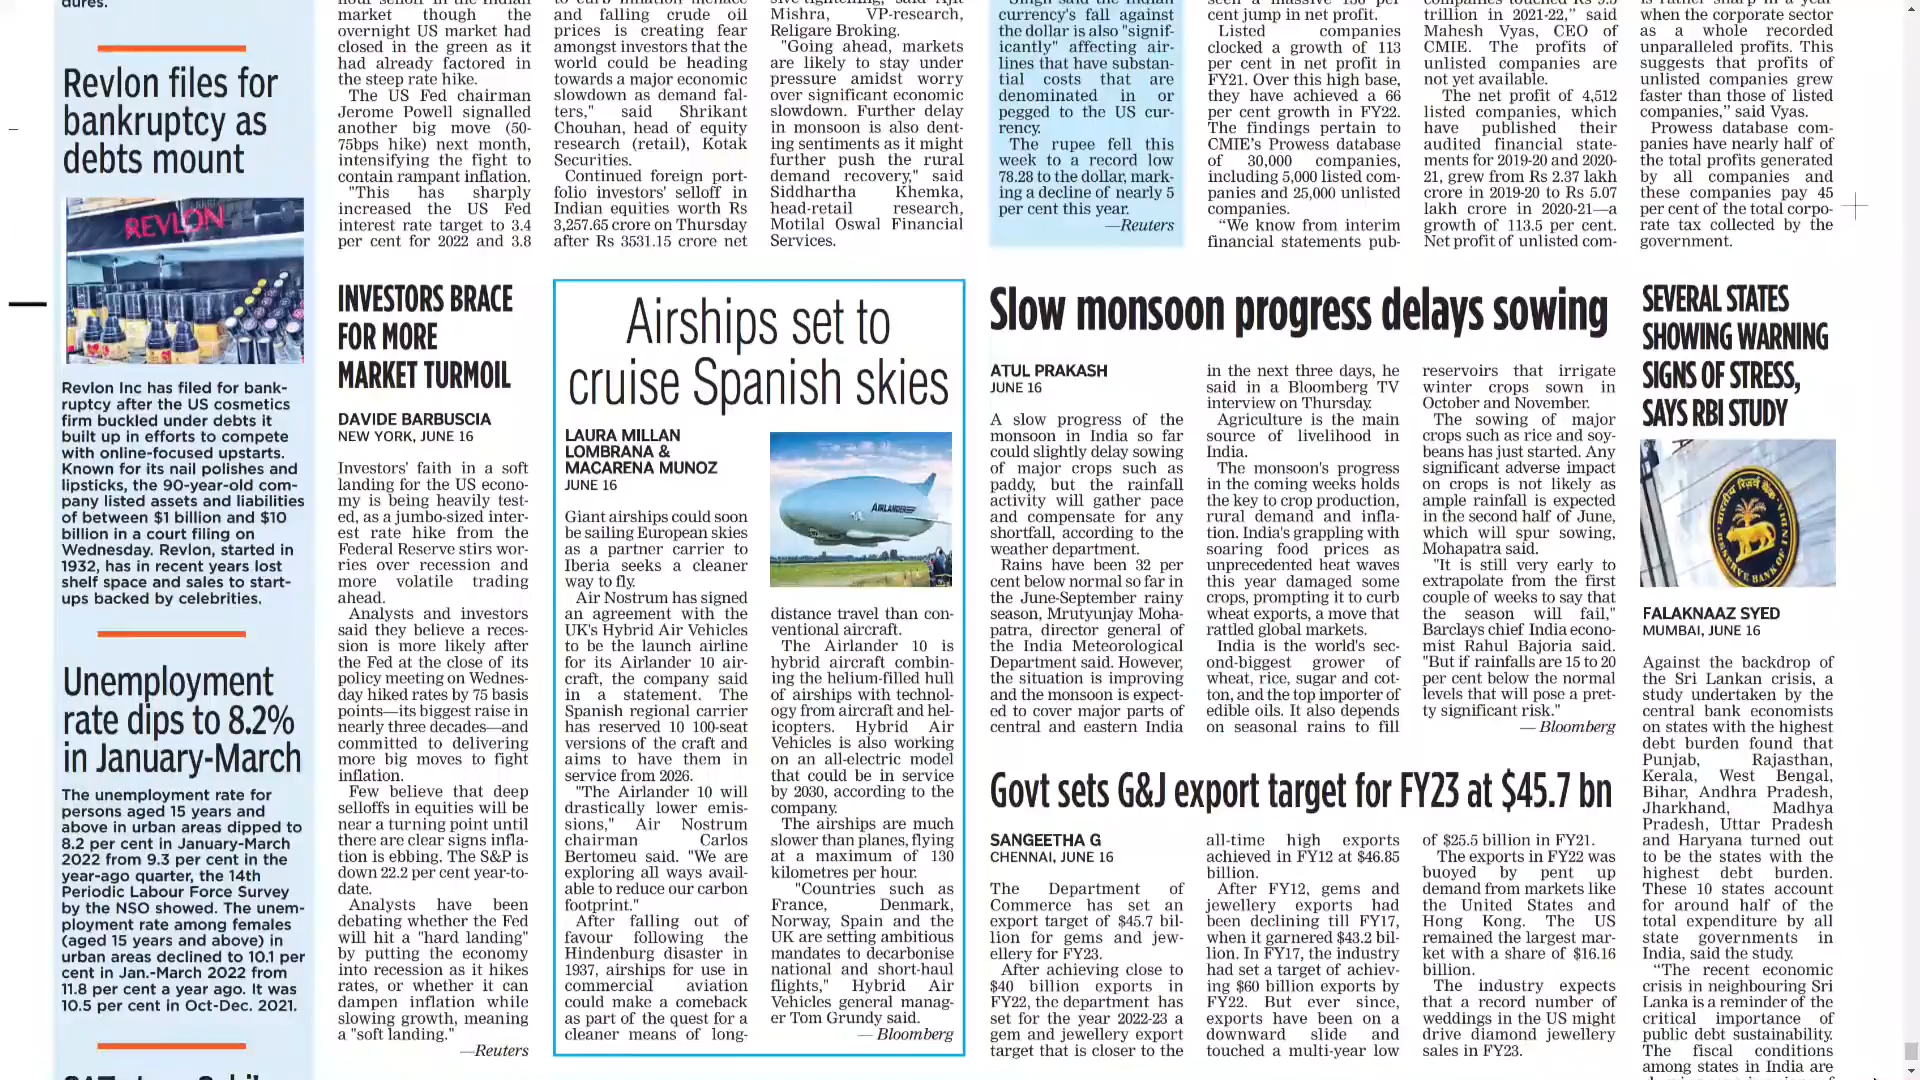 dures.
Revlon files for
bankruptcy as
debts mount
REVLON
Revlon Inc has filed for bank-
ruptcy after the US cosmetics
firm buckled under debts it
built up in efforts to compete
with online-focused upstarts.
Known for its nail polishes and
lipsticks, the 90-year-old com-
pany listed assets and liabilities
of between $1 billion and $10
billion in a court filing on
Wednesday. Revlon, started in
1932, has in recent years lost
shelf space and sales to start-
ups backed by celebrities.
Unemployment
rate dips to 8.2%
in January-March
The unemployment rate for
persons aged 15 years and
above in urban areas dipped to
8.2 per cent in January-March
2022 from 9.3 per cent in the
year-ago quarter, the 14th
Periodic Labour Force Survey
by the NSO showed. The unem-
ployment rate among females
(aged 15 years and above) in
urban areas declined to 10.1 per
cent in Jan.-March 2022 from
11.8 per cent a year ago. It was
10.5 per cent in Oct-Dec. 2021.
market though the
overnight US market had
closed in the green as it
had already factored in
the steep rate hike.
The US Fed chairman
Jerome Powell signalled
another big move (50-
75bps hike) next month,
intensifying the fight to
contain rampant inflation.
"This has sharply
increased the US Fed
interest rate target to 3.4
per cent for 2022 and 3.8
and falling crude oil
prices is creating fear
amongst investors that the
world could be heading
towards a major economic
slowdown as demand fal-
ters," said Shrikant
Chouhan, head of equity
research (retail), Kotak
Securities.
Continued foreign port-
folio investors' selloff in
Indian equities worth Rs
3,257.65 crore on Thursday
after Rs 3531.15 crore net
Mishra, VP-research,
Religare Broking.
"Going ahead, markets
are likely to stay under
pressure amidst worry
over significant economic
slowdown. Further delay
in monsoon is also dent-
ing sentiments as it might
further push the rural
demand recovery," said
Siddhartha Khemka,
head-retail research,
Motilal Oswal Financial
Services.
currency's fall against
the dollar is also "signif-
icantly" affecting air-
lines that have substan-
tial costs that are
denominated in or
pegged to the US cur-
rency.
The rupee fell this
week to a record low
78.28 to the dollar, mark-
ing a decline of nearly 5
per cent this year.
—Reuters
cent jump in net profit.
Listed companies
clocked a growth of 113
per cent in net profit in
FY21. Over this high base,
they have achieved a 66
per cent growth in FY22.
The findings pertain to
CMIE's Prowess database
of 30,000 companies,
including 5,000 listed com-
panies and 25,000 unlisted
companies.
"We know from interim
financial statements pub-
trillion in 2021-22," said
Mahesh Vyas, CEO of
CMIE. The profits of
unlisted companies are
not yet available.
The net profit of 4,512
listed companies, which
have published their
audited financial state-
ments for 2019-20 and 2020-
21, grew from Rs 2.37 lakh
crore in 2019-20 to Rs 5.07
lakh crore in 2020-21—a
growth of 113.5 per cent.
Net profit of unlisted com-
when the corporate sector
as a whole recorded
unparalleled profits. This
suggests that profits of
unlisted companies grew
faster than those of listed
companies," said Vyas.
Prowess database com-
panies have nearly half of
the total profits generated
by all companies and
these companies pay 45
per cent of the total corpo-
rate tax collected by the
government.
INVESTORS BRACE
FOR MORE
MARKET TURMOIL
DAVIDE BARBUSCIA
NEW YORK, JUNE 16
Investors' faith in a soft
landing for the US econo-
my is being heavily test-
ed, as a jumbo-sized inter-
est rate hike from the
Federal Reserve stirs wor-
ries over recession and
more volatile trading
ahead.
Analysts and investors
said they believe a reces-
sion is more likely after
the Fed at the close of its
policy meeting on Wednes-
day hiked rates by 75 basis
points—its biggest raise in
nearly three decades—and
committed to delivering
more big moves to fight
inflation.
Few believe that deep
selloffs in equities will be
near a turning point until
there are clear signs infla-
tion is ebbing. The S&P is
down 22.2 per cent year-to-
date.
Analysts have been
debating whether the Fed
will hit a "hard landing"
by putting the economy
into recession as it hikes
rates, or whether it can
dampen inflation while
slowing growth, meaning
a "soft landing."
—Reuters
Airships set to
cruise Spanish skies
LAURA MILLAN
LOMBRANA &
MACARENA MUNOZ
JUNE 16
Giant airships could soon
be sailing European skies
as a partner carrier to
Iberia seeks a cleaner
way to fly.
Air Nostrum has signed
an agreement with the
UK's Hybrid Air Vehicles
to be the launch airline
for its Airlander 10 air-
craft, the company said
in a statement. The
Spanish regional carrier
has reserved 10 100-seat
versions of the craft and
aims to have them in
service from 2026.
"The Airlander 10 will
drastically lower emis-
sions," Air Nostrum
chairman Carlos
Bertomeu said. "We are
exploring all ways avail-
able to reduce our carbon
footprint."
After falling out of
favour following the
Hindenburg disaster in
1937, airships for use in
commercial aviation
could make a comeback
as part of the quest for a
cleaner means of long-
AIRLANDER
distance travel than con-
ventional aircraft.
The Airlander 10 is
hybrid aircraft combin-
ing the helium-filled hull
of airships with technol-
ogy from aircraft and hel-
icopters. Hybrid Air
Vehicles is also working
on an all-electric model
that could be in service
by 2030, according to the
company.
The airships are much
slower than planes, flying
at a maximum of 130
kilometres per hour.
"Countries such as
France, Denmark,
Norway, Spain and the
UK are setting ambitious
mandates to decarbonise
national and short-haul
flights," Hybrid Air
Vehicles general manag-
er Tom Grundy said.
— Bloomberg
Slow monsoon progress delays sowing
ATUL PRAKASH
JUNE 16
A slow progress of the
monsoon in India so far
could slightly delay sowing
of major crops such as
paddy, but the rainfall
activity will gather pace
and compensate for any
shortfall, according to the
weather department.
Rains have been 32 per
cent below normal so far in
the June-September rainy
season, Mrutyunjay Moha-
patra, director general of
the India Meteorological
Department said. However,
the situation is improving
and the monsoon is expect-
ed to cover major parts of
central and eastern India
in the next three days, he
said in a Bloomberg TV
interview on Thursday.
Agriculture is the main
source of livelihood in
India.
The monsoon's progress
in the coming weeks holds
the key to crop production,
rural demand and infla-
tion. India's grappling with
soaring food prices as
unprecedented heat waves
this year damaged some
crops, prompting it to curb
wheat exports, a move that
rattled global markets.
India is the world's sec-
ond-biggest grower of
wheat, rice, sugar and cot-
ton, and the top importer of
edible oils. It also depends
on seasonal rains to fill
reservoirs that irrigate
winter crops sown in
October and November.
The sowing of major
crops such as rice and soy-
beans has just started. Any
significant adverse impact
on crops is not likely as
ample rainfall is expected
in the second half of June,
which will spur sowing,
Mohapatra said.
"It is still very early to
extrapolate from the first
couple of weeks to say that
the season will fail,"
Barclays chief India econo-
mist Rahul Bajoria said.
"But if rainfalls are 15 to 20
per cent below the normal
levels that will pose a pret-
ty significant risk."
— Bloomberg
Govt sets G&J export target for FY23 at $45.7 bn
SANGEETHA G
CHENNAI, JUNE 16
The Department of
Commerce has set an
export target of $45.7 bil-
lion for gems and jew-
ellery for FY23.
After achieving close to
$40 billion exports in
FY22, the department has
set for the year 2022-23 a
gem and jewellery export
target that is closer to the
all-time high exports
achieved in FY12 at $46.85
billion.
After FY12, gems and
jewellery exports had
been declining till FY17,
when it garnered $43.2 bil-
lion. In FY17, the industry
had set a target of achiev-
ing $60 billion exports by
FY22. But ever since,
exports have been on a
downward slide and
touched a multi-year low
of $25.5 billion in FY21.
The exports in FY22 was
buoyed by pent up
demand from markets like
the United States and
Hong Kong. The US
remained the largest mar-
ket with a share of $16.16
billion.
The industry expects
that a record number of
weddings in the US might
drive diamond jewellery
sales in FY23.
SEVERAL STATES
SHOWING WARNING
SIGNS OF STRESS,
SAYS RBI STUDY
भारतीय रिज़र्व बैंक
RESERVE BANK OF INDIA
FALAKNAAZ SYED
MUMBAI, JUNE 16
Against the backdrop of
the Sri Lankan crisis, a
study undertaken by the
central bank economists
on states with the highest
debt burden found that
Punjab, Rajasthan,
Kerala, West Bengal,
Bihar, Andhra Pradesh,
Jharkhand, Madhya
Pradesh, Uttar Pradesh
and Haryana turned out
to be the states with the
highest debt burden.
These 10 states account
for around half of the
total expenditure by all
state governments in
India, said the study.
"The recent economic
crisis in neighbouring Sri
Lanka is a reminder of the
critical importance of
public debt sustainability.
The fiscal conditions
among states in India are